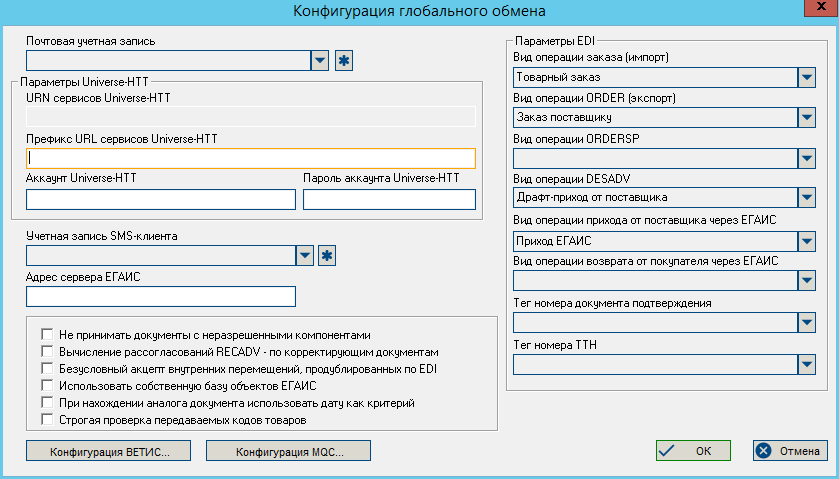 Конфигурация глобального обмена
x
Почтовая учетная запись
Параметры Universe-HTT
URN сервисов Universe-HTT
Префикс URL сервисов Universe-HTT
Аккаунт Universe-HTT
Пароль аккаунта Universe-HTT
Учетная запись SMS-клиента
Адрес сервера ЕГАИС
Не принимать документы с неразрешенными компонентами
Вычисление рассогласований RECADV - по корректирующим документам
Безусловный акцепт внутренних перемещений, продублированных по EDI
Использовать собственную базу объектов ЕГАИС
При нахождении аналога документа использовать дату как критерий
Строгая проверка передаваемых кодов товаров
Параметры EDI
Вид операции заказа (импорт)
Товарный заказ
Вид операции ORDER (экспорт)
Заказ поставщику
Вид операции ORDERSP
Вид операции DESADV
Драфт-приход от поставщика
Вид операции прихода от поставщика через ЕГАИС
Приход ЕГАИС
Вид операции возврата от покупателя через ЕГАИС
Тег номера документа подтверждения
Тег номера ТТН
Конфигурация ВЕТИС...
Конфигурация MQC...
OK
Отмена